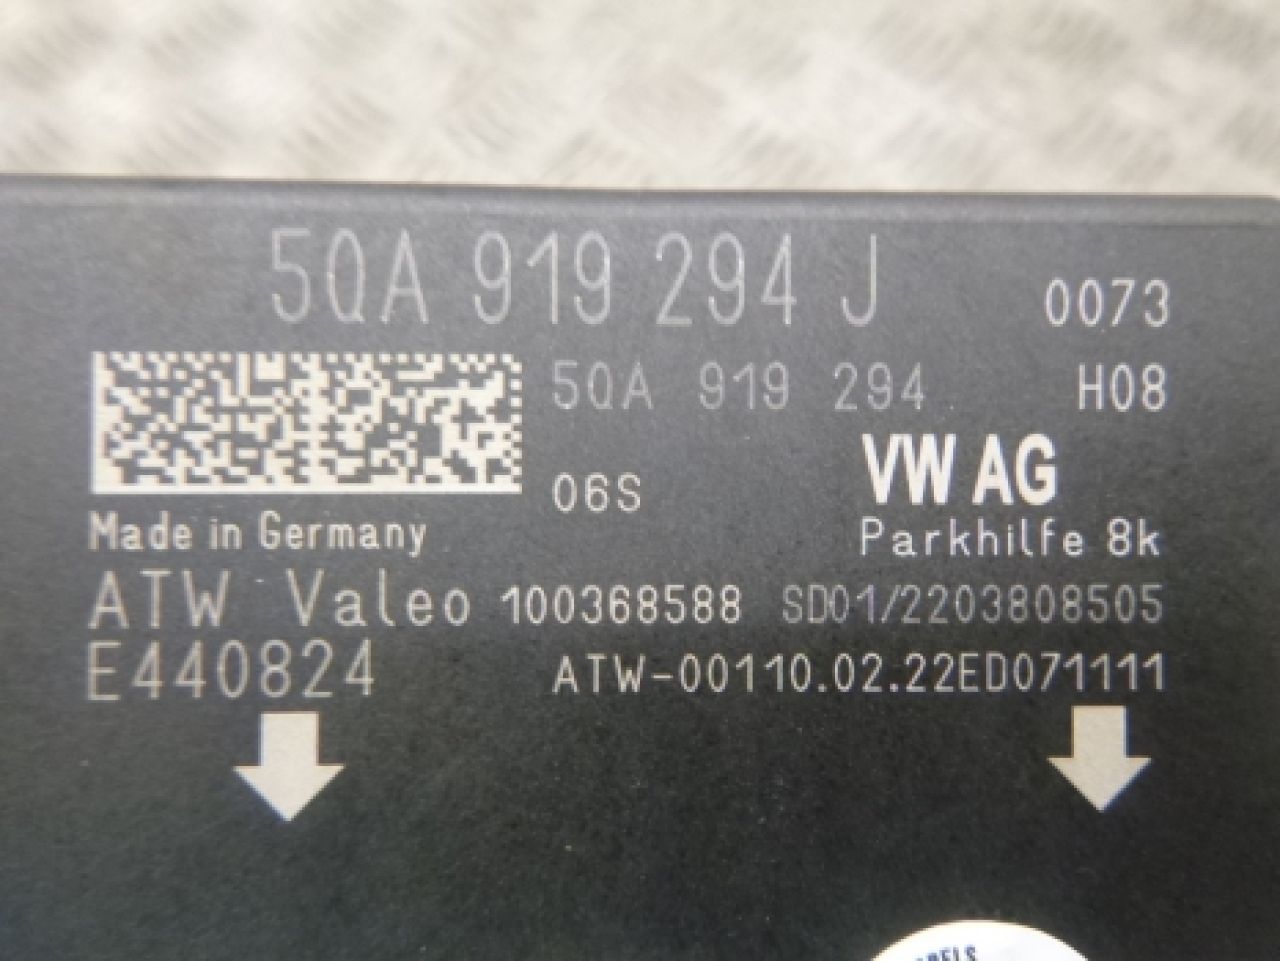 5QA 919 294 J 0073
5QA 919 294 H08
VW AG
06S
Made in Germany Parkhilfe 8k
ATW Valeo 100368588 SD01/2203808505
E440824 ATW-00110.02.22ED071111